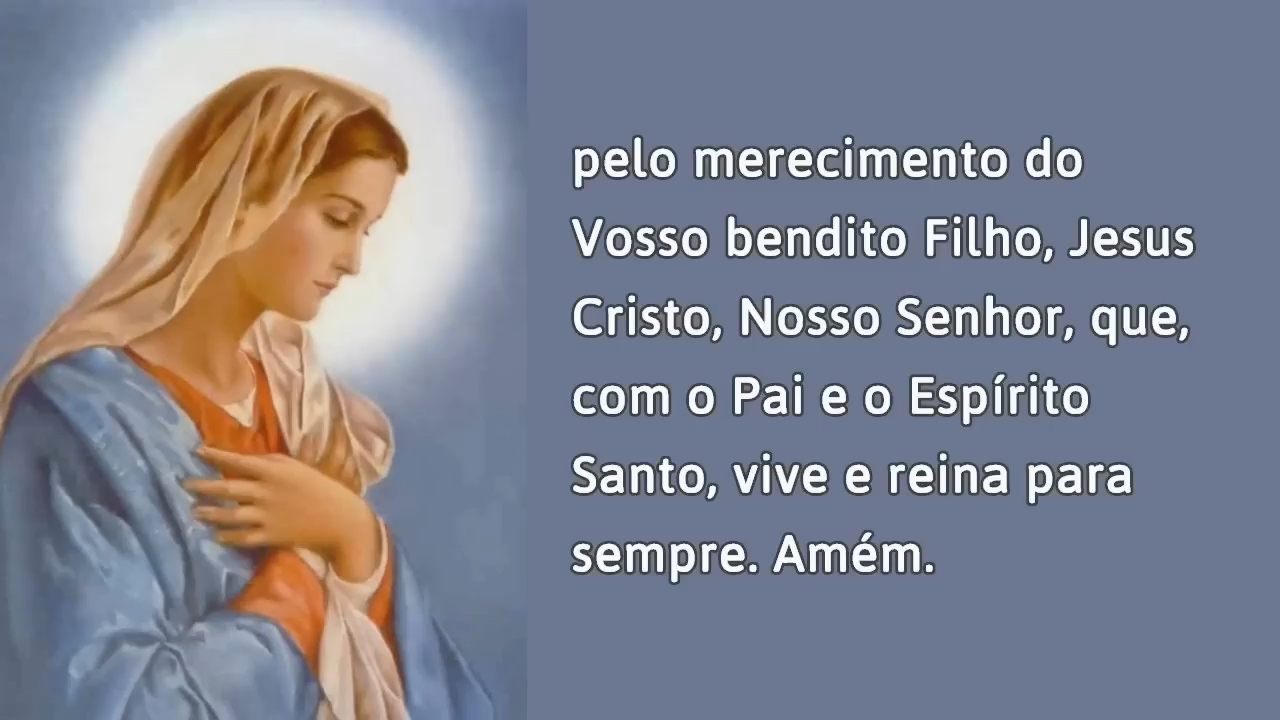 pelo merecimento do
Vosso bendito Filho, Jesus
Cristo, Nosso Senhor, que,
com o Pai e o Espírito
Santo, vive e reina para
sempre. Amém.